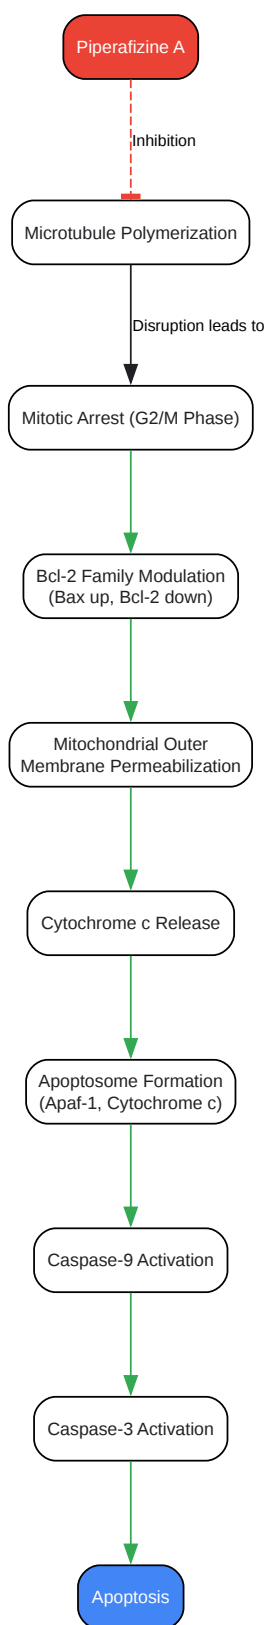 Piperafizine A
Inhibition
Microtubule Polymerization
Disruption leads to
Mitotic Arrest (G2/M Phase)
Bcl-2 Family Modulation
(Bax up, Bcl-2 down)
Mitochondrial Outer
Membrane Permeabilization
Cytochrome c Release
Apoptosome Formation
(Apaf-1, Cytochrome c)
Caspase-9 Activation
Caspase-3 Activation
Apoptosis